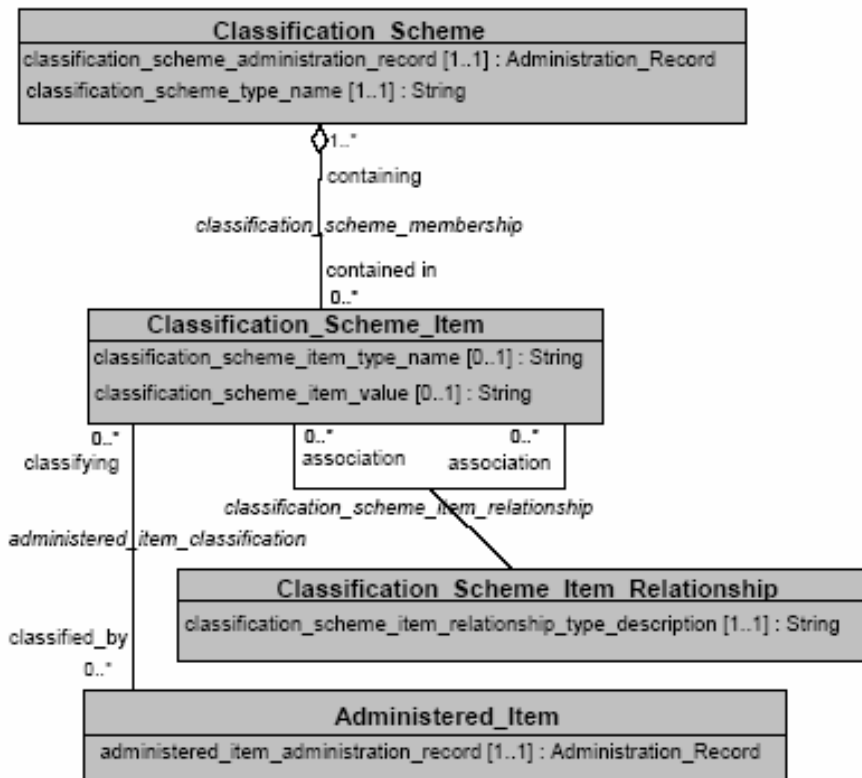 Classification_Scheme
classification_scheme_administration_record [1..1] : Administration_Record
classification_scheme_type_name [1..1] : String
1..*
containing
classification_scheme_membership
contained in
0..*
Classification_Scheme_Item
classification_scheme_item_type_name [0..1] : String
classification_scheme_item_value [0..1] : String
0..* 0..* 0..*
classifying association association
classification_scheme_item_relationship
administered_item_classification
Classification_Scheme_Item_Relationship
classification_scheme_item_relationship_type_description [1..1] : String
classified_by
0..*
Administered_Item
administered_item_administration_record [1..1] : Administration_Record